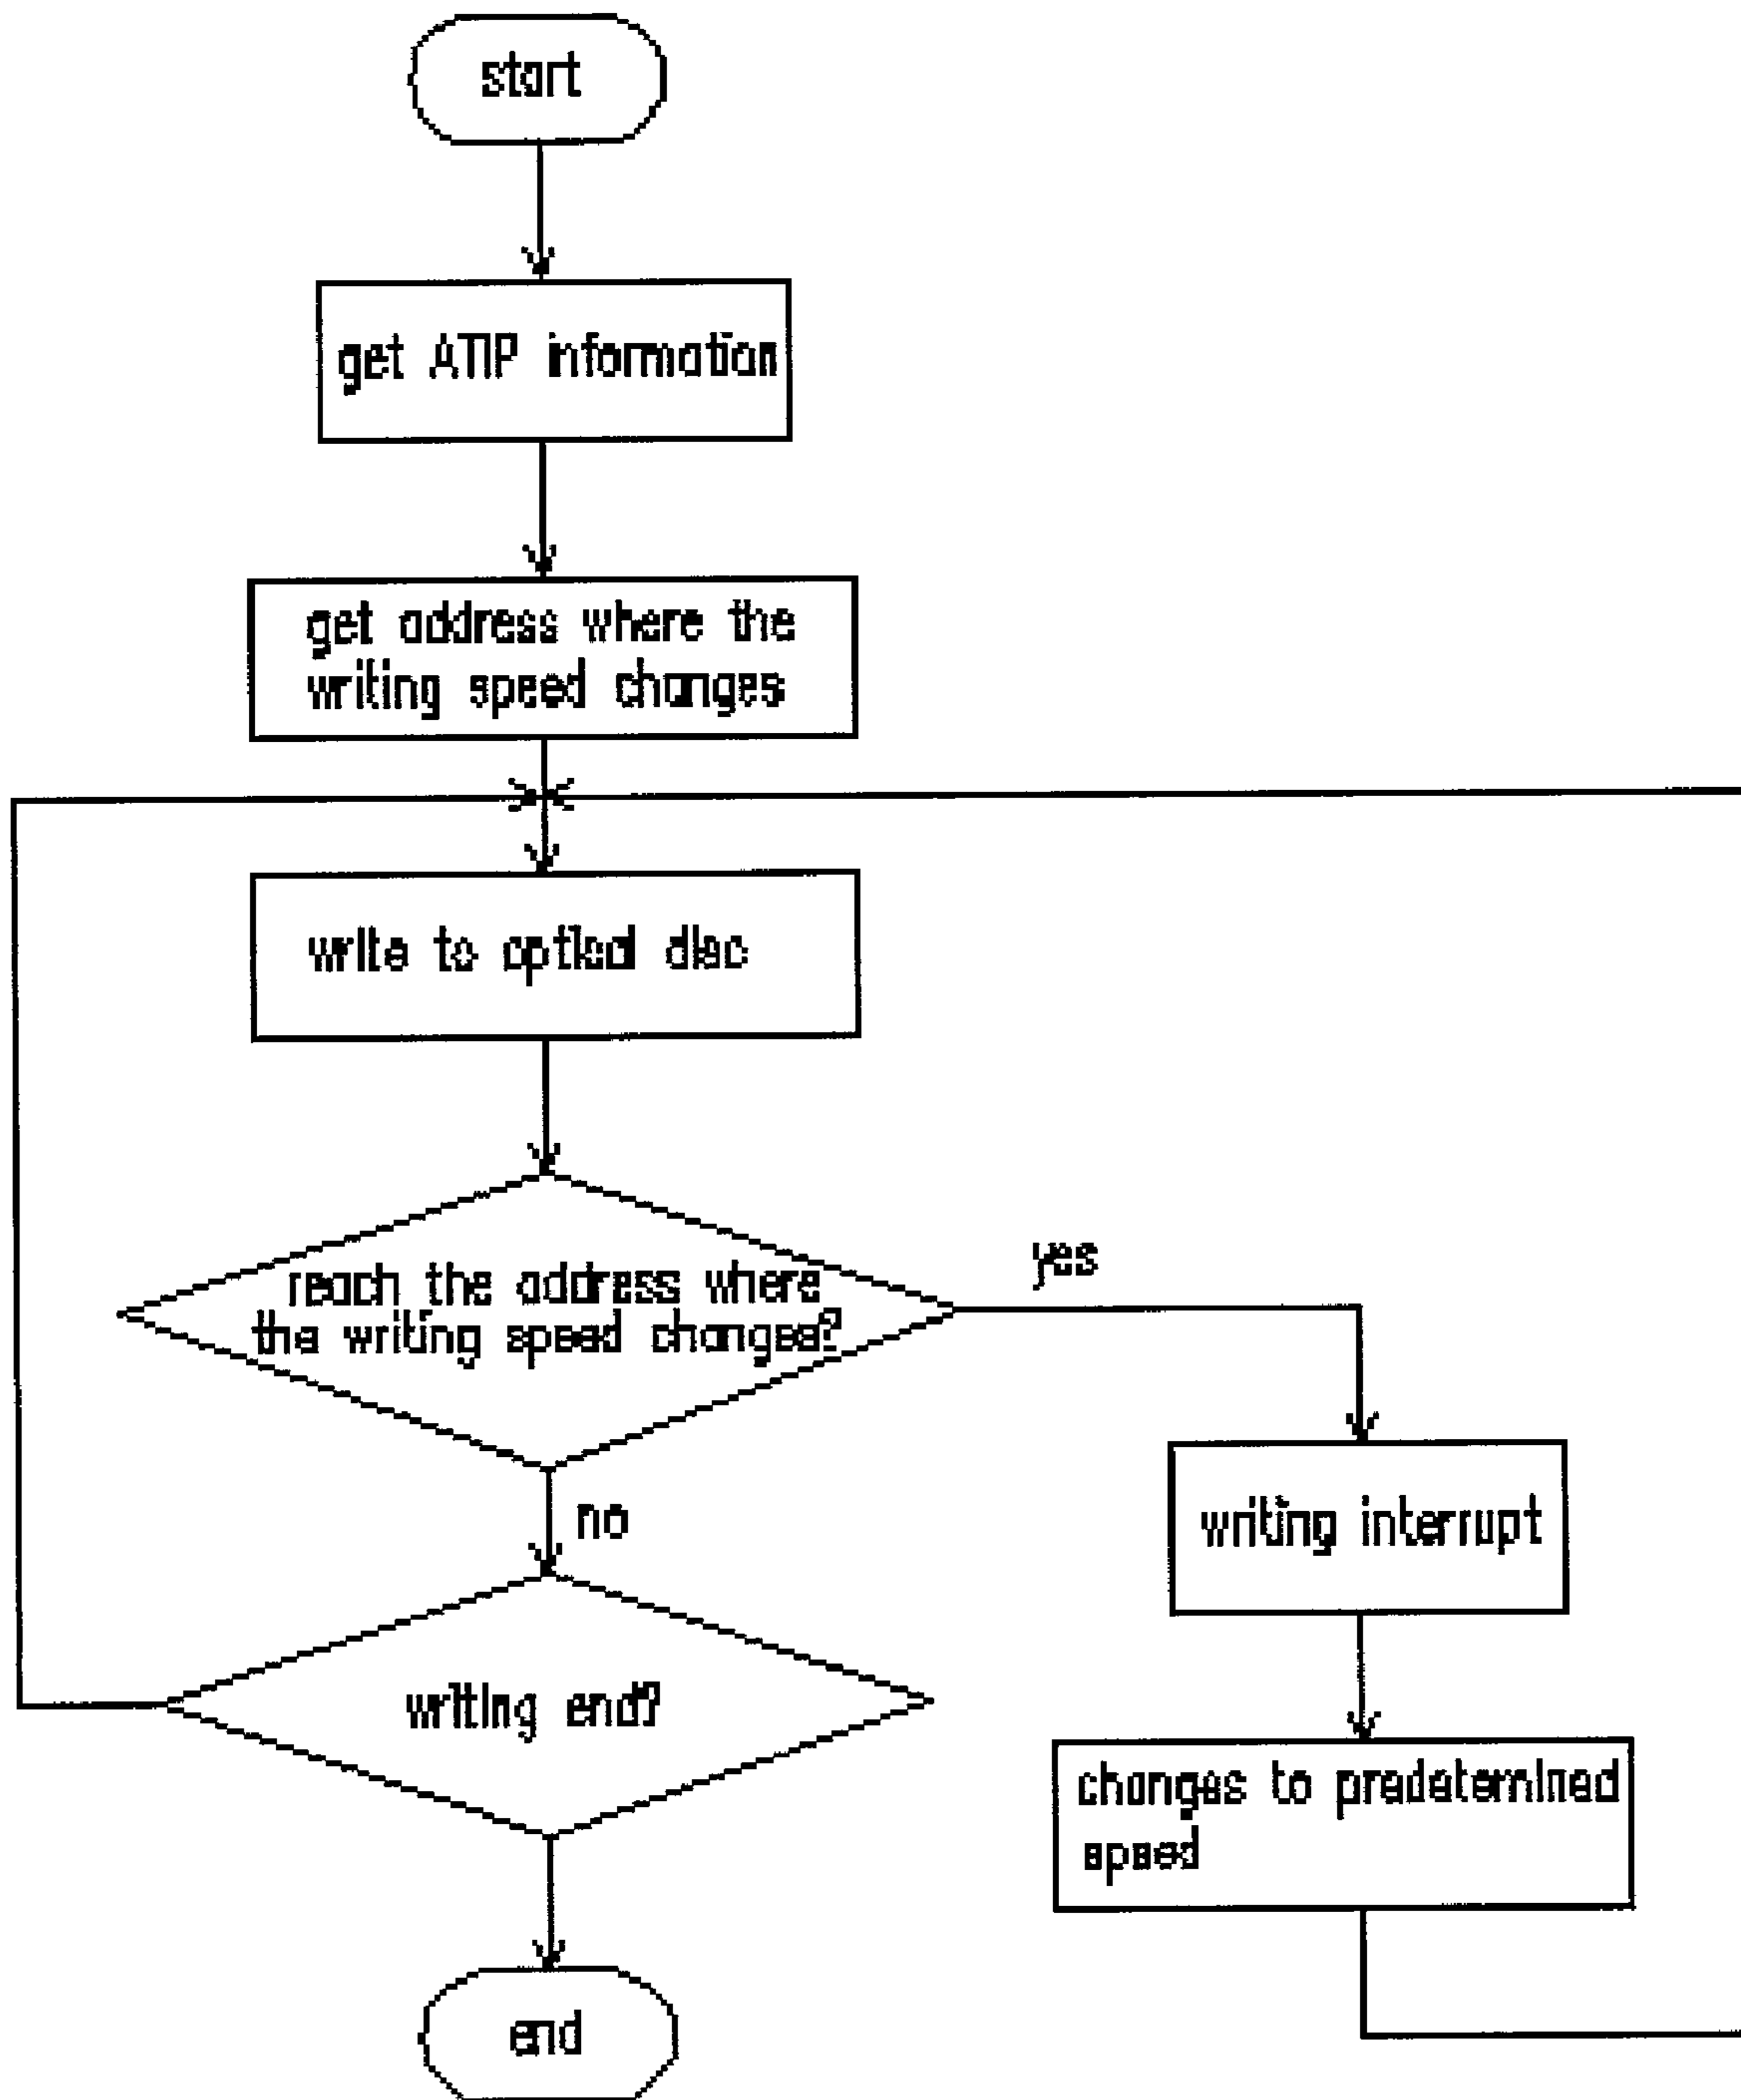 start
get ATIP information
get address where the
writing speed changes
write to optical disc
reach the address where
the writing speed changes?
yes
no
writing interrupt
writing end?
changes to predetermined
speed
end